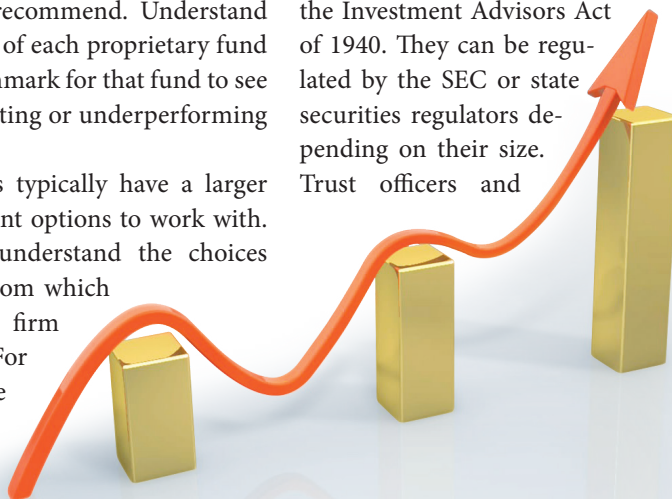 recommend. Understand
of each proprietary fund
nmark for that fund to see
ting or underperforming
s typically have a larger
nt options to work with.
understand the choices
om which
firm
For
e
the Investment Advisors Act
of 1940. They can be regu-
lated by the SEC or state
securities regulators de-
pending on their size.
Trust officers and